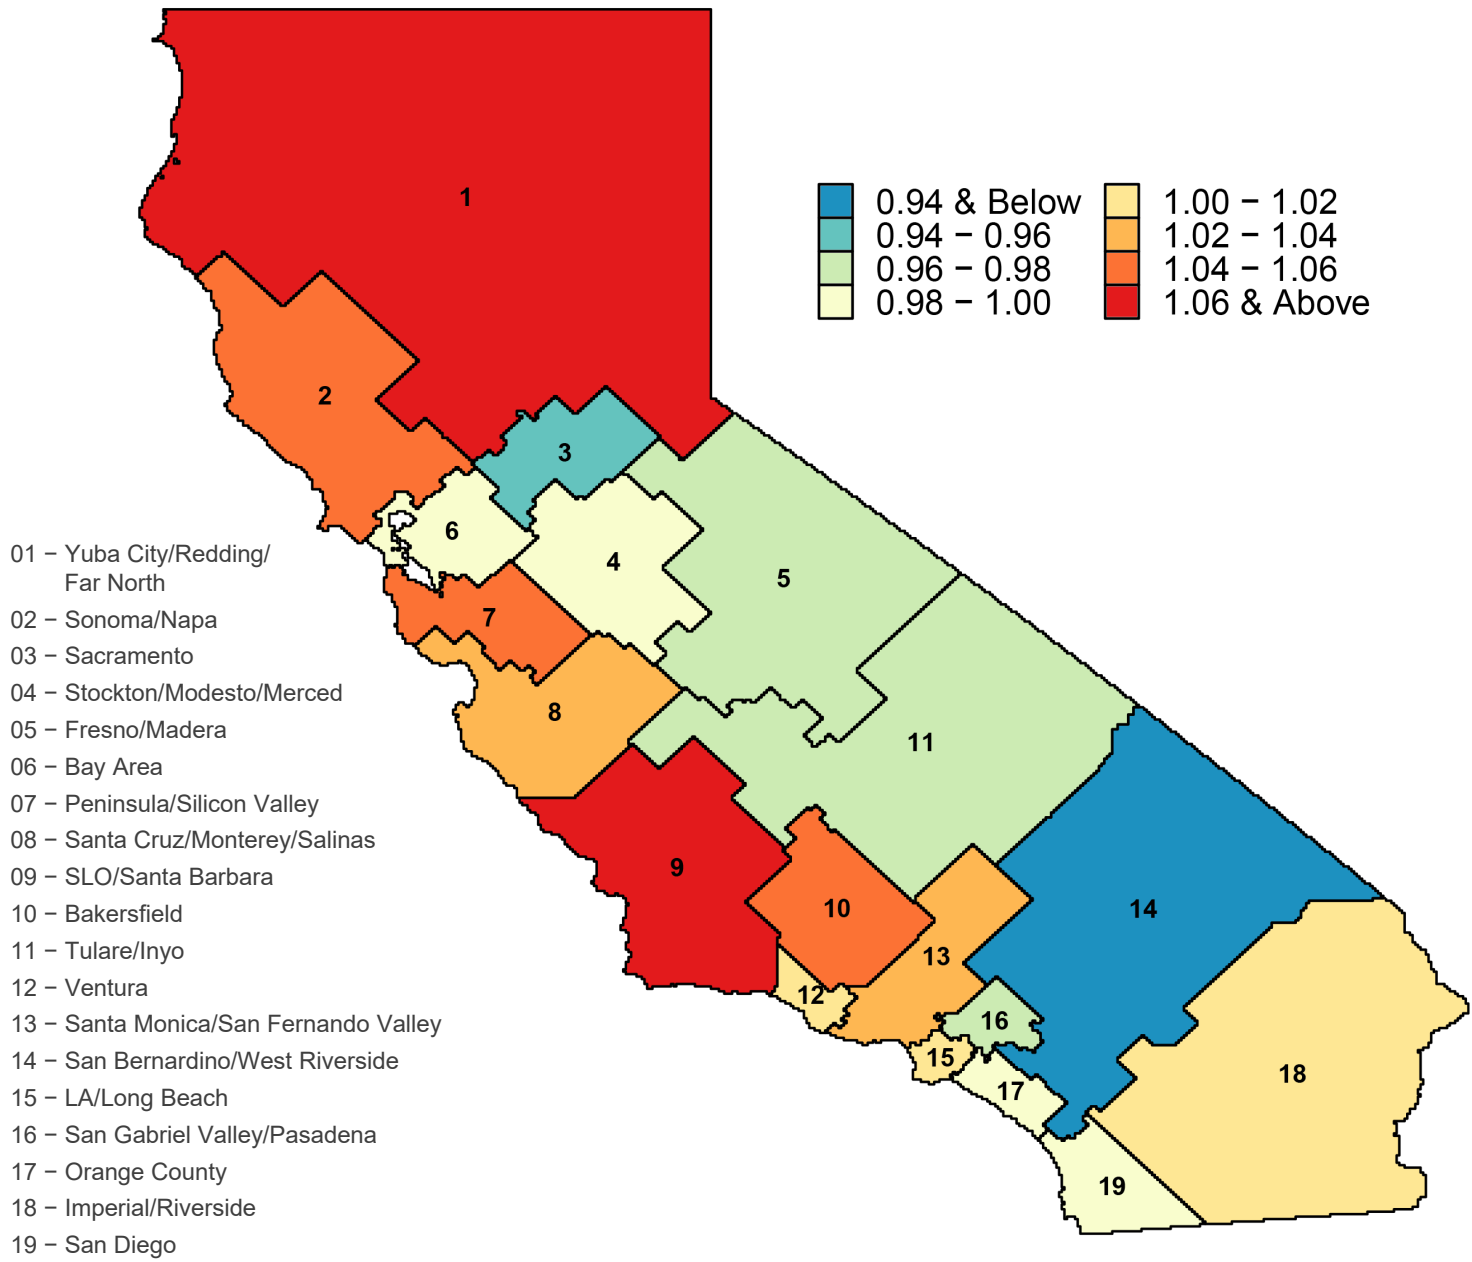 1
0.94 & Below
1.00 − 1.02
0.94 − 0.96
1.02 − 1.04
0.96 − 0.98
1.04 − 1.06
0.98 − 1.00
1.06 & Above
2
3
6
4
5
7
8
11
9
10
14
13
12
16
15
17
18
19
01 − Yuba City/Redding/
Far North
02 − Sonoma/Napa
03 − Sacramento
04 − Stockton/Modesto/Merced
05 − Fresno/Madera
06 − Bay Area
07 − Peninsula/Silicon Valley
08 − Santa Cruz/Monterey/Salinas
09 − SLO/Santa Barbara
10 − Bakersfield
11 − Tulare/Inyo
12 − Ventura
13 − Santa Monica/San Fernando Valley
14 − San Bernardino/West Riverside
15 − LA/Long Beach
16 − San Gabriel Valley/Pasadena
17 − Orange County
18 − Imperial/Riverside
19 − San Diego